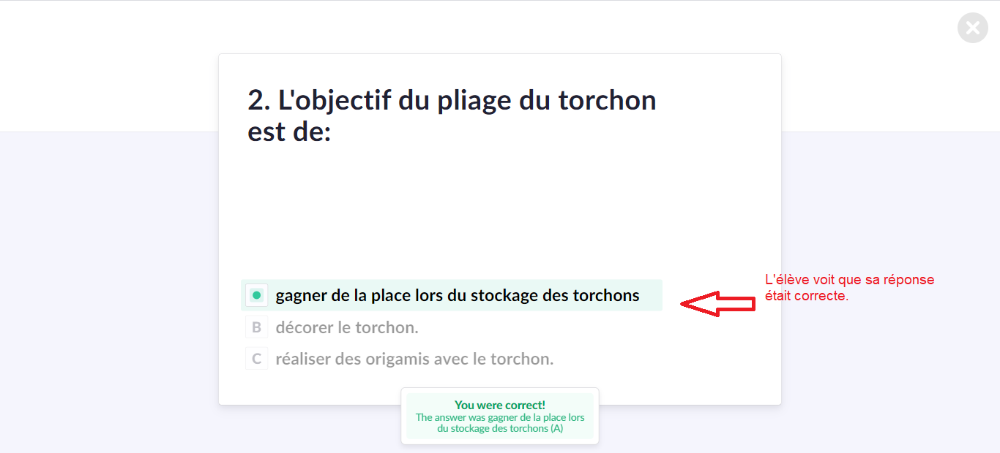 2. L'objectif du pliage du torchon
est de:
gagner de la place lors du stockage des torchons
L'élève voit que sa réponse
était correcte.
B décorer le torchon.
C réaliser des origamis avec le torchon.
You were correct!
The answer was gagner de la place lors
du stockage des torchons (A)